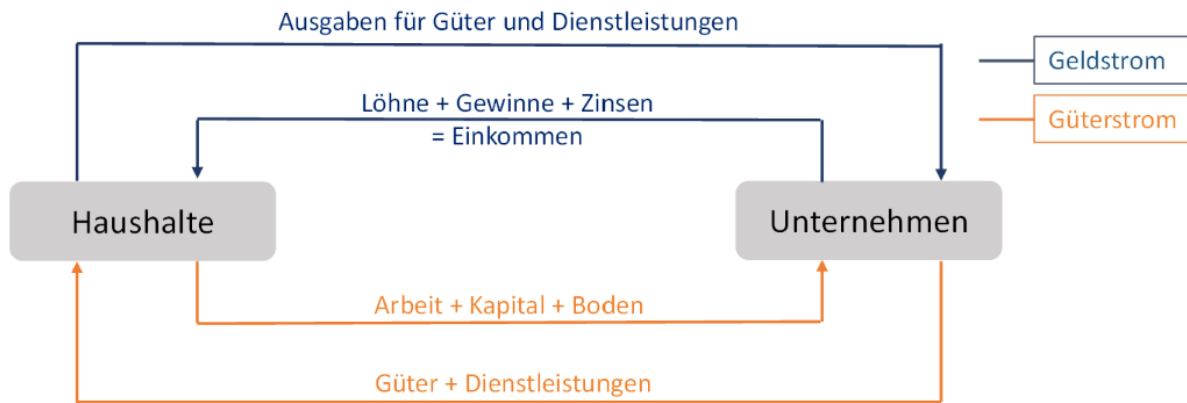 Ausgaben für Güter und Dienstleistungen
Geldstrom
Löhne + Gewinne + Zinsen
= Einkommen
Güterstrom
Haushalte
Unternehmen
Arbeit + Kapital + Boden
Güter + Dienstleistungen